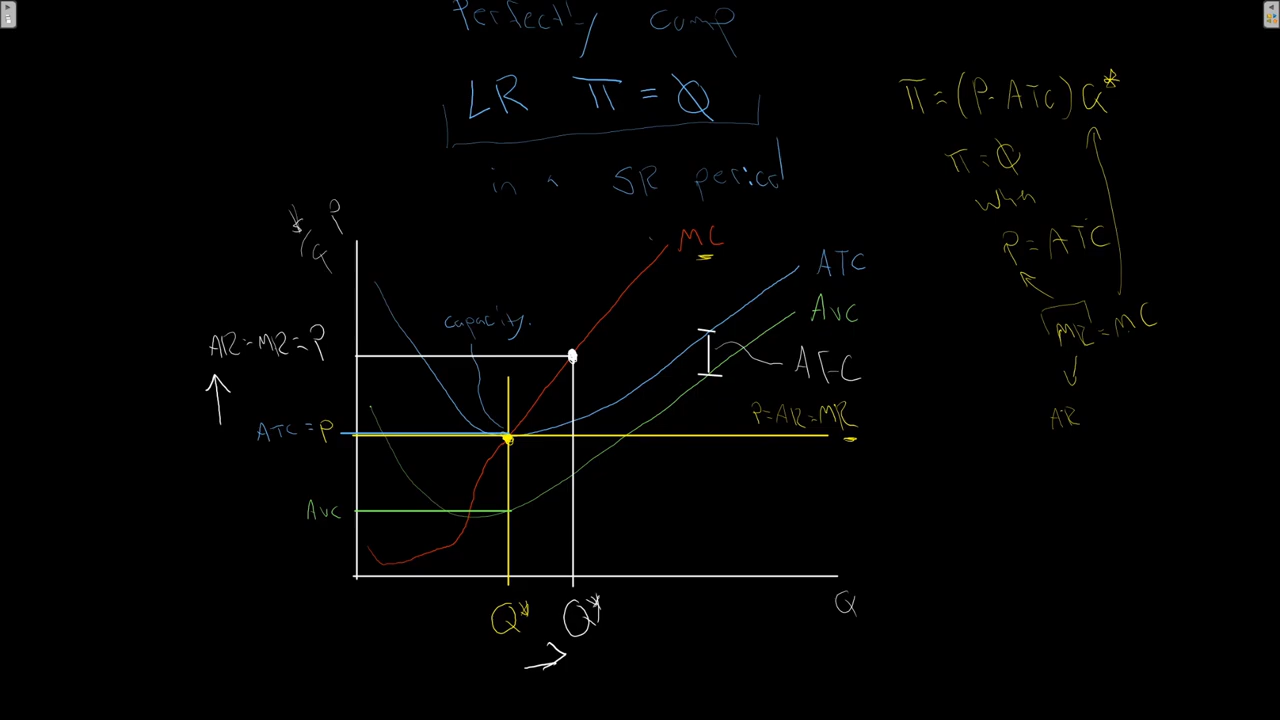 Perfectly comp
LR π = 0
in a SR period
π = (P - ATC) Q*
π = 0
when
P = ATC
MR = MC
AR
$/Q P
MC
ATC
AVC
capacity.
AR = MR = P
AFC
P = AR = MR
ATC = P
AVC
Q* Q*
Q